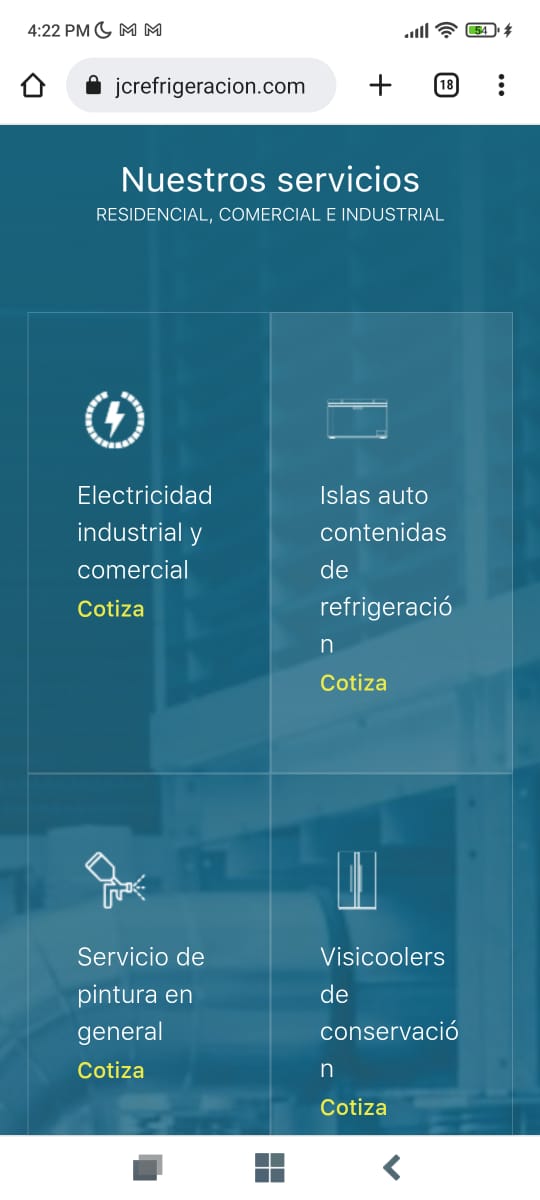 4:22 PM
54
jcrefrigeracion.com
18
Nuestros servicios
RESIDENCIAL, COMERCIAL E INDUSTRIAL
Electricidad
industrial y
comercial
Cotiza
Islas auto
contenidas
de
refrigeració
n
Cotiza
Servicio de
pintura en
general
Cotiza
Visicoolers
de
conservació
n
Cotiza